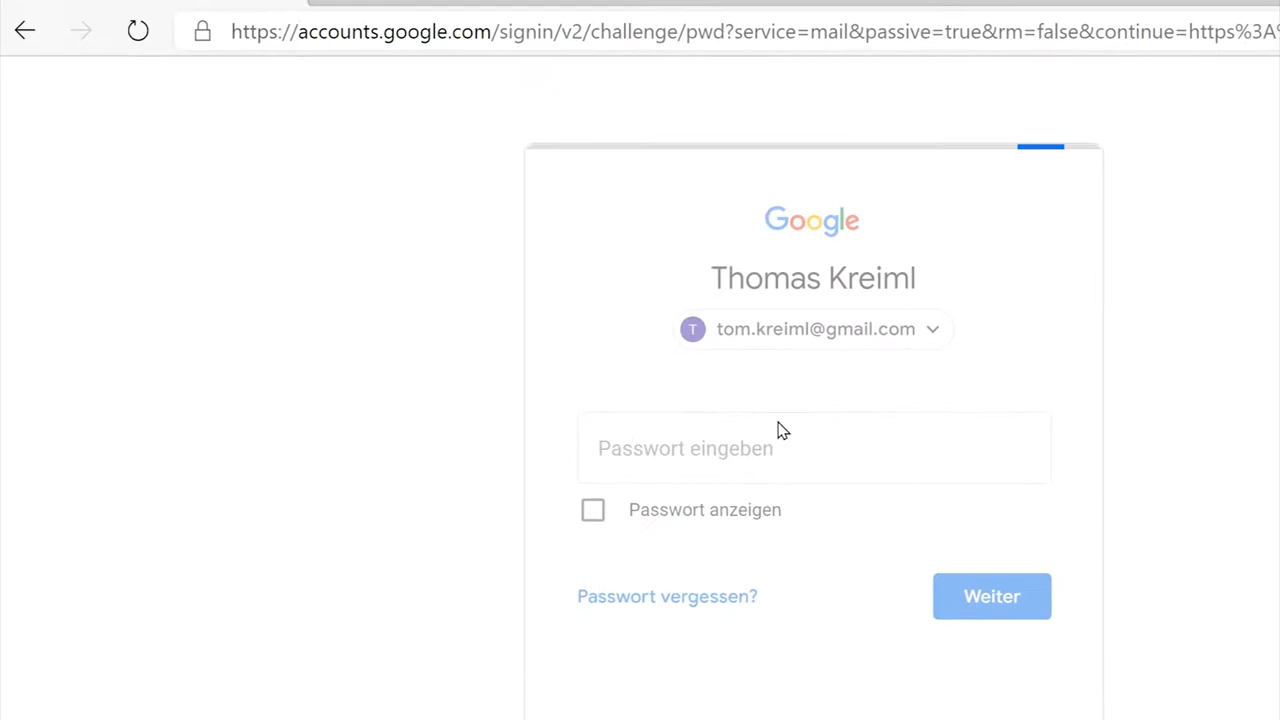 https://accounts.google.com/signin/v2/challenge/pwd?service=mail&passive=true&rm=false&continue=https%3A%
Google
Thomas Kreiml
T tom.kreiml@gmail.com
Passwort eingeben
Passwort anzeigen
Passwort vergessen? Weiter